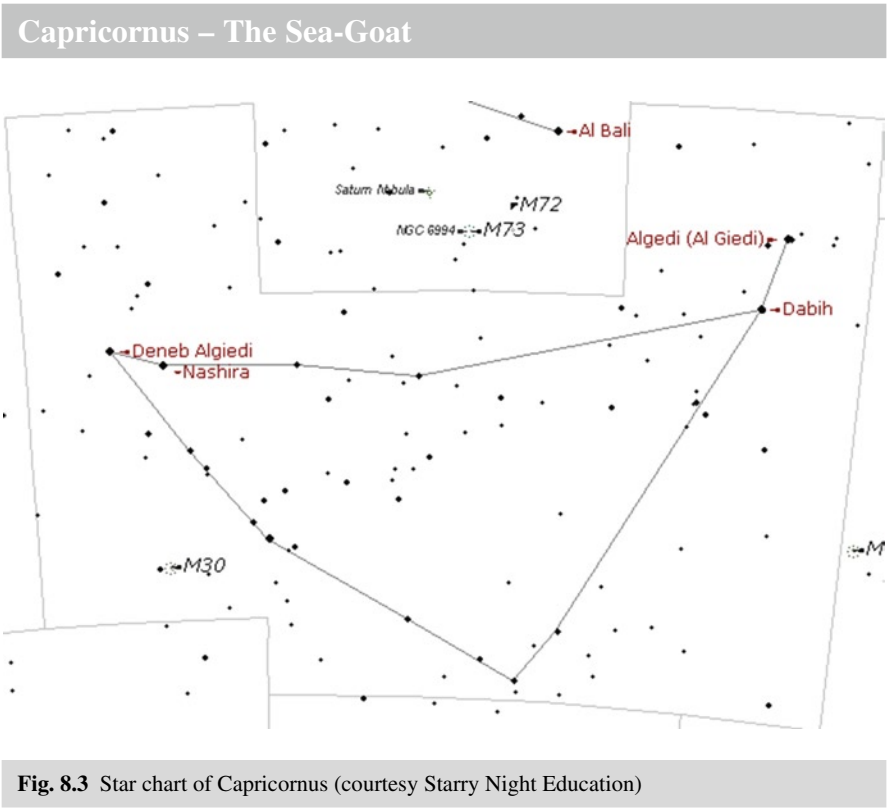 Capricornus – The Sea-Goat
Al Bali
Saturn Nebula
M72
NGC 6994 M73
Algedi (Al Giedi)
Dabih
Deneb Algiedi
Nashira
M30
M
Fig. 8.3 Star chart of Capricornus (courtesy Starry Night Education)